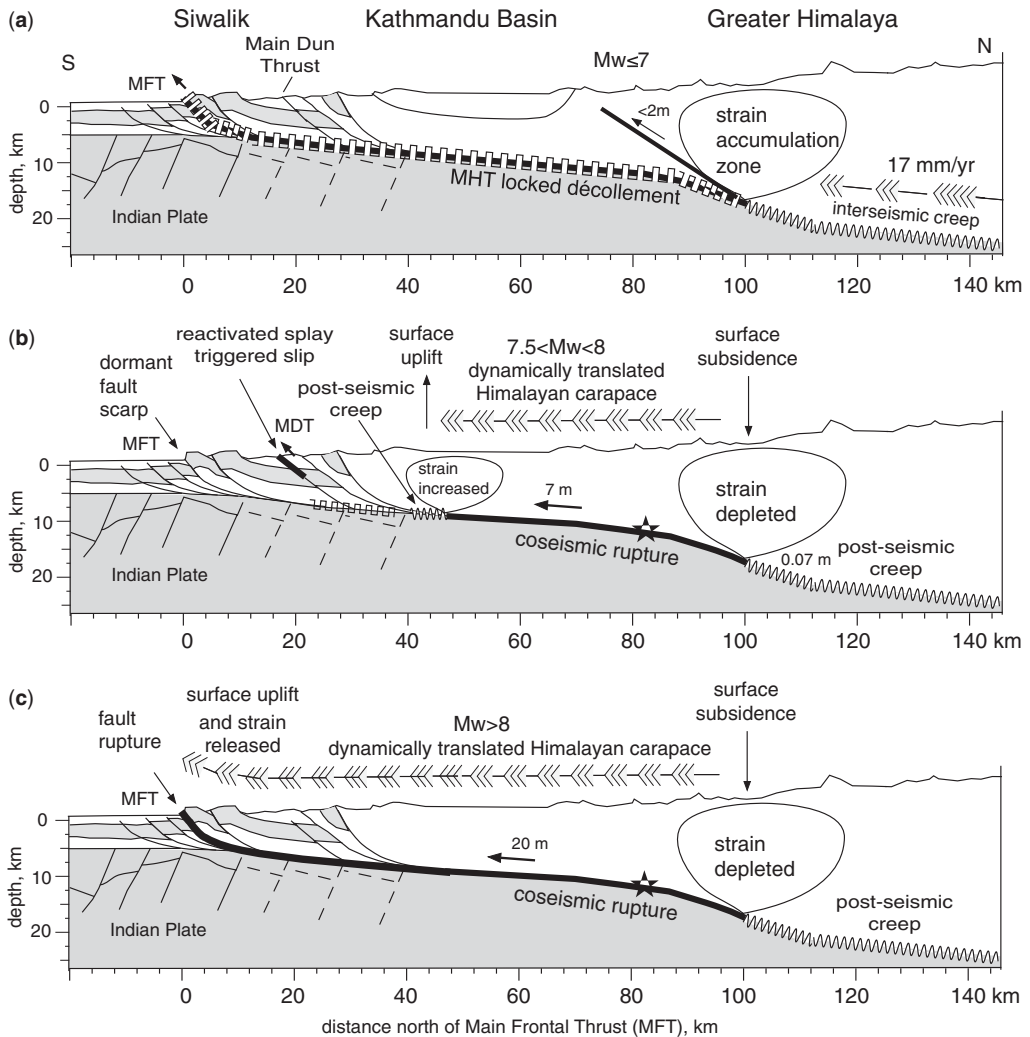 (a)
Siwalik
Kathmandu Basin
Greater Himalaya
S
Main Dun
Thrust
MFT
Mw≤7
N
<2m
strain
accumulation
zone
17 mm/yr
interseismic creep
MHT locked décollement
Indian Plate
depth, km
0
10
20
0
20
40
60
80
100
120
140 km
(b)
reactivated splay
triggered slip
surface
uplift
7.5<Mw<8
dynamically translated
Himalayan carapace
surface
subsidence
dormant
fault
scarp
post-seismic
creep
MFT
MDT
strain
increased
7 m
strain
depleted
coseismic rupture
0.07 m
post-seismic
creep
Indian Plate
depth, km
0
10
20
0
20
40
60
80
100
120
140 km
(c)
surface uplift
and strain
released
fault
rupture
Mw>8
dynamically translated Himalayan carapace
surface
subsidence
MFT
20 m
strain
depleted
coseismic rupture
post-seismic
creep
Indian Plate
depth, km
0
10
20
0
20
40
60
80
100
120
140 km
distance north of Main Frontal Thrust (MFT), km